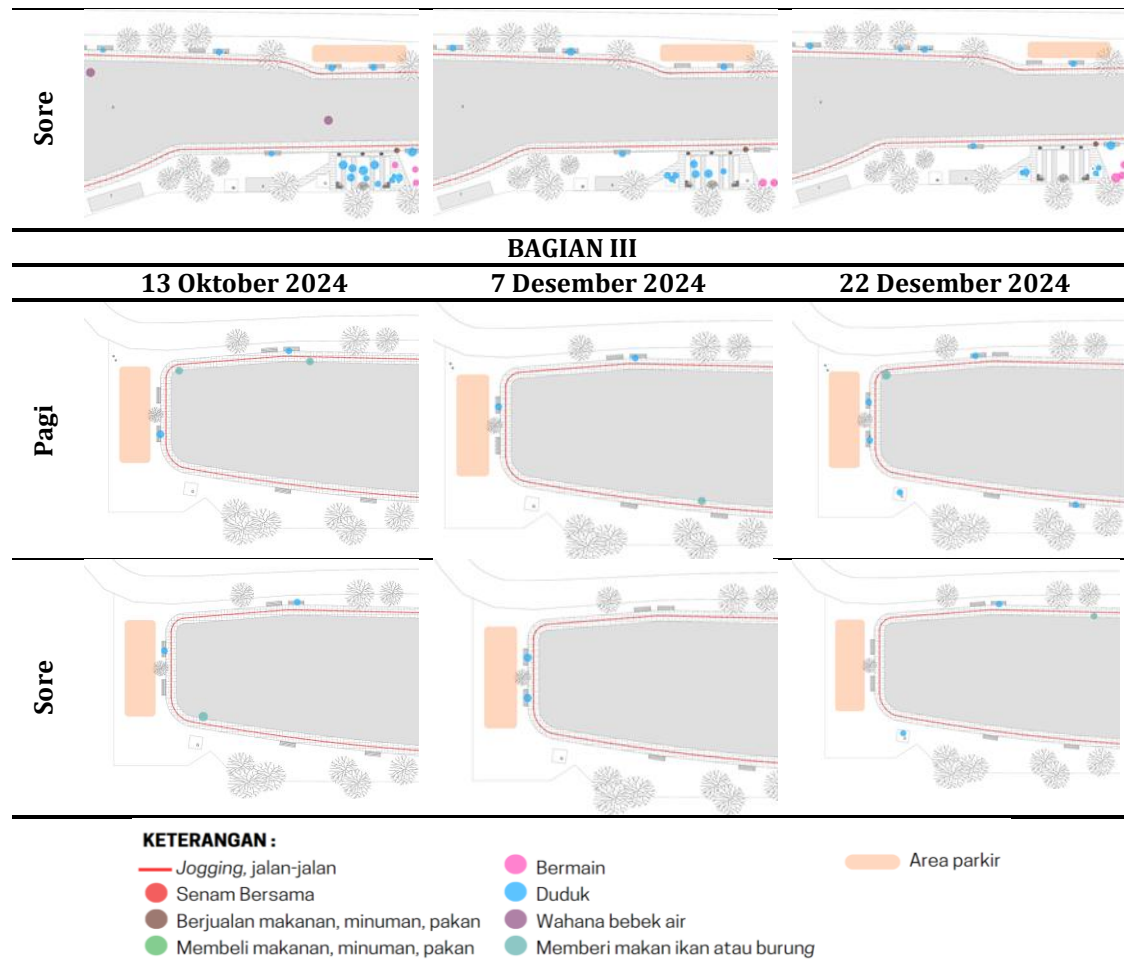 Sore
BAGIAN III
13 Oktober 2024 7 Desember 2024 22 Desember 2024
Pagi
Sore
KETERANGAN :
Jogging, jalan-jalan
Senam Bersama
Berjualan makanan, minuman, pakan
Membeli makanan, minuman, pakan
Bermain
Duduk
Wahana bebek air
Memberi makan ikan atau burung
Area parkir